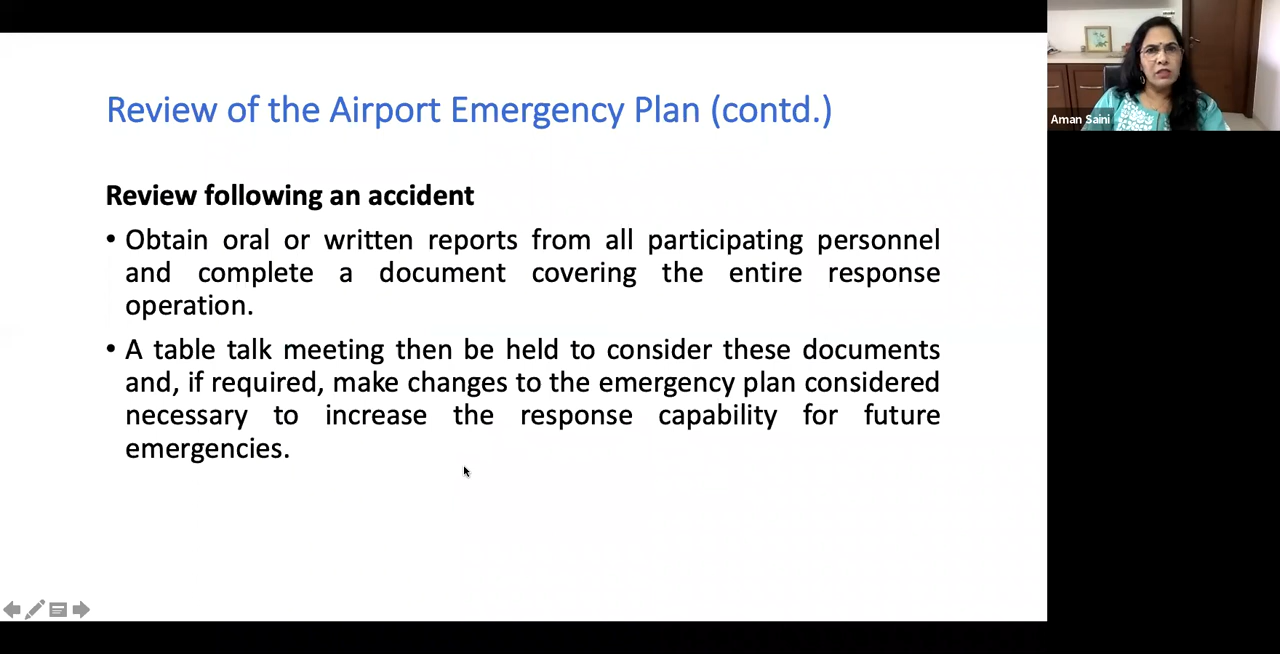 Review of the Airport Emergency Plan (contd.)
Review following an accident
• Obtain oral or written reports from all participating personnel
and complete a document covering the entire response
operation.
• A table talk meeting then be held to consider these documents
and, if required, make changes to the emergency plan considered
necessary to increase the response capability for future
emergencies.
Aman Saini